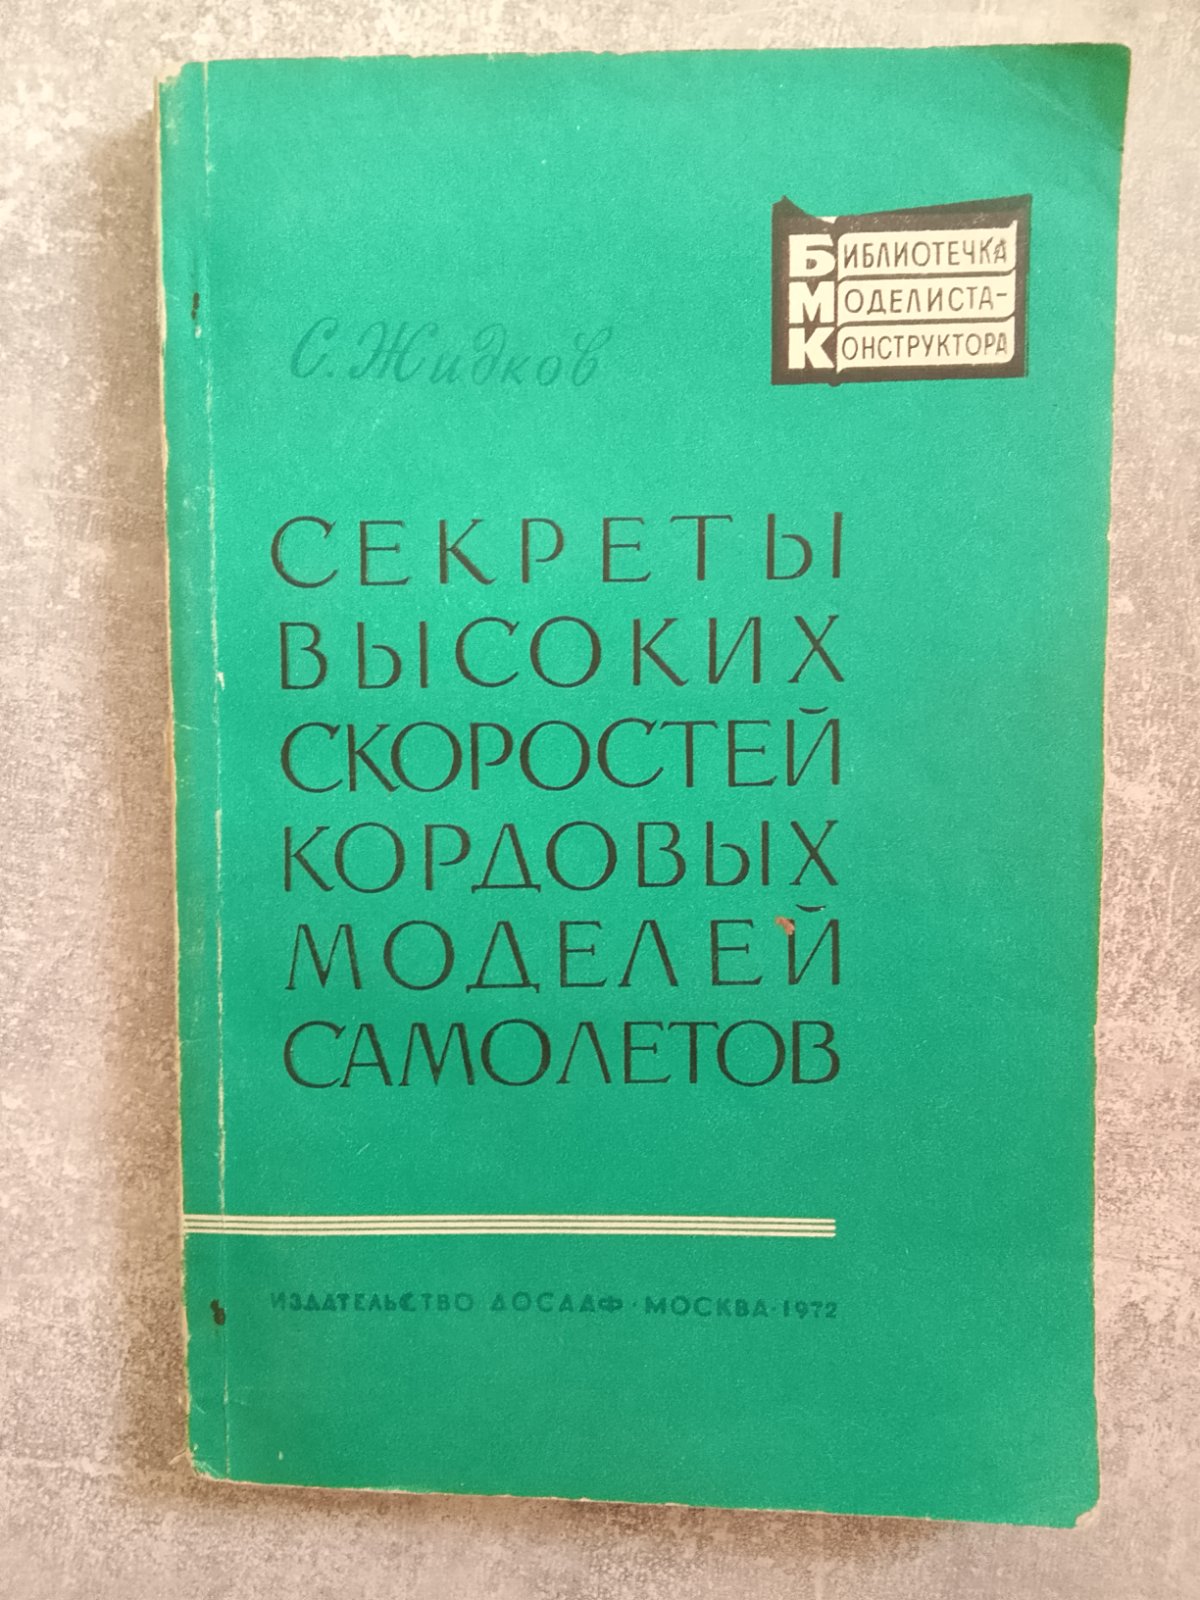 БИБЛИОТЕЧКА
МОДЕЛИСТА-
КОНСТРУКТОРА
С. Жидков
СЕКРЕТЫ
ВЫСОКИХ
СКОРОСТЕЙ
КОРДОВЫХ
МОДЕЛЕЙ
САМОЛЕТОВ
ИЗДАТЕЛЬСТВО ДОСААФ · МОСКВА · 1972